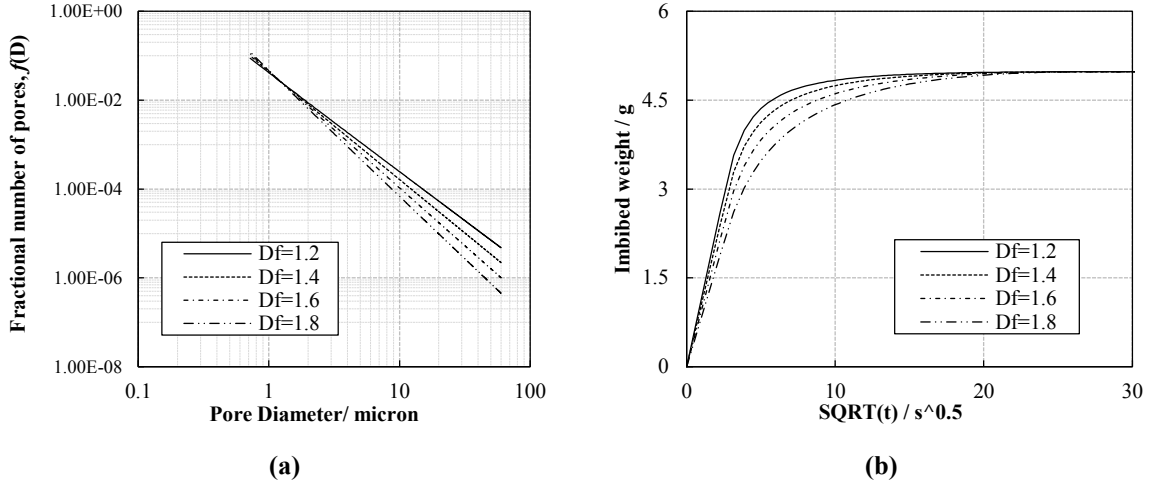 1.00E+00
1.00E-02
1.00E-04
1.00E-06
1.00E-08
Fractional number of pores, f(D)
Df=1.2
Df=1.4
Df=1.6
Df=1.8
0.1 1 10 100
Pore Diameter/ micron
(a)
6
4.5
3
1.5
0
Imbibed weight / g
Df=1.2
Df=1.4
Df=1.6
Df=1.8
0 10 20 30
SQRT(t) / s^0.5
(b)